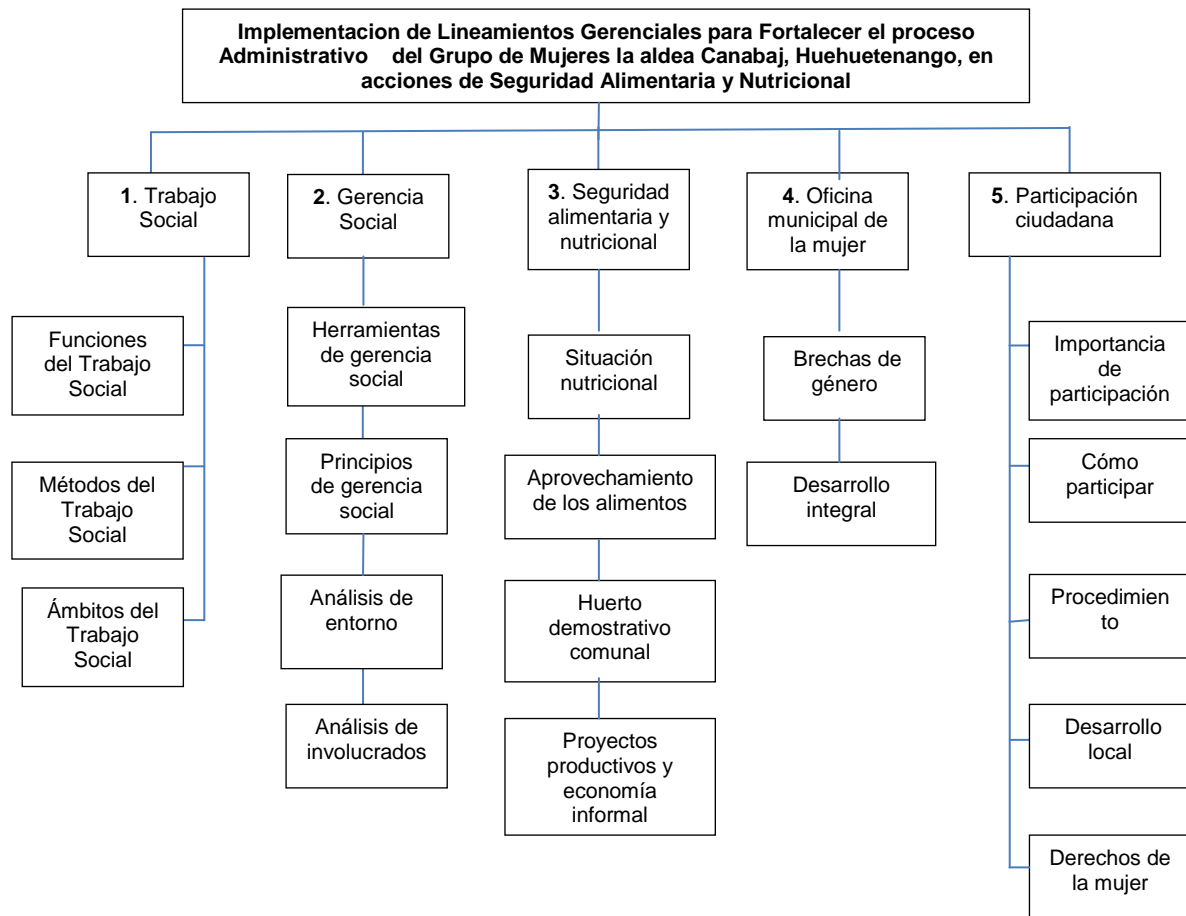 Implementacion de Lineamientos Gerenciales para Fortalecer el proceso
Administrativo del Grupo de Mujeres la aldea Canabaj, Huehuetenango, en
acciones de Seguridad Alimentaria y Nutricional
1. Trabajo
Social
Funciones
del Trabajo
Social
Métodos del
Trabajo
Social
Ámbitos del
Trabajo
Social
2. Gerencia
Social
Herramientas
de gerencia
social
Principios
de gerencia
social
Análisis de
entorno
Análisis de
involucrados
3. Seguridad
alimentaria y
nutricional
Situación
nutricional
Aprovechamiento
de los alimentos
Huerto
demostrativo
comunal
Proyectos
productivos y
economía
informal
4. Oficina
municipal de
la mujer
Brechas de
género
Desarrollo
integral
5. Participación
ciudadana
Importancia
de
participación
Cómo
participar
Procedimien
to
Desarrollo
local
Derechos de
la mujer